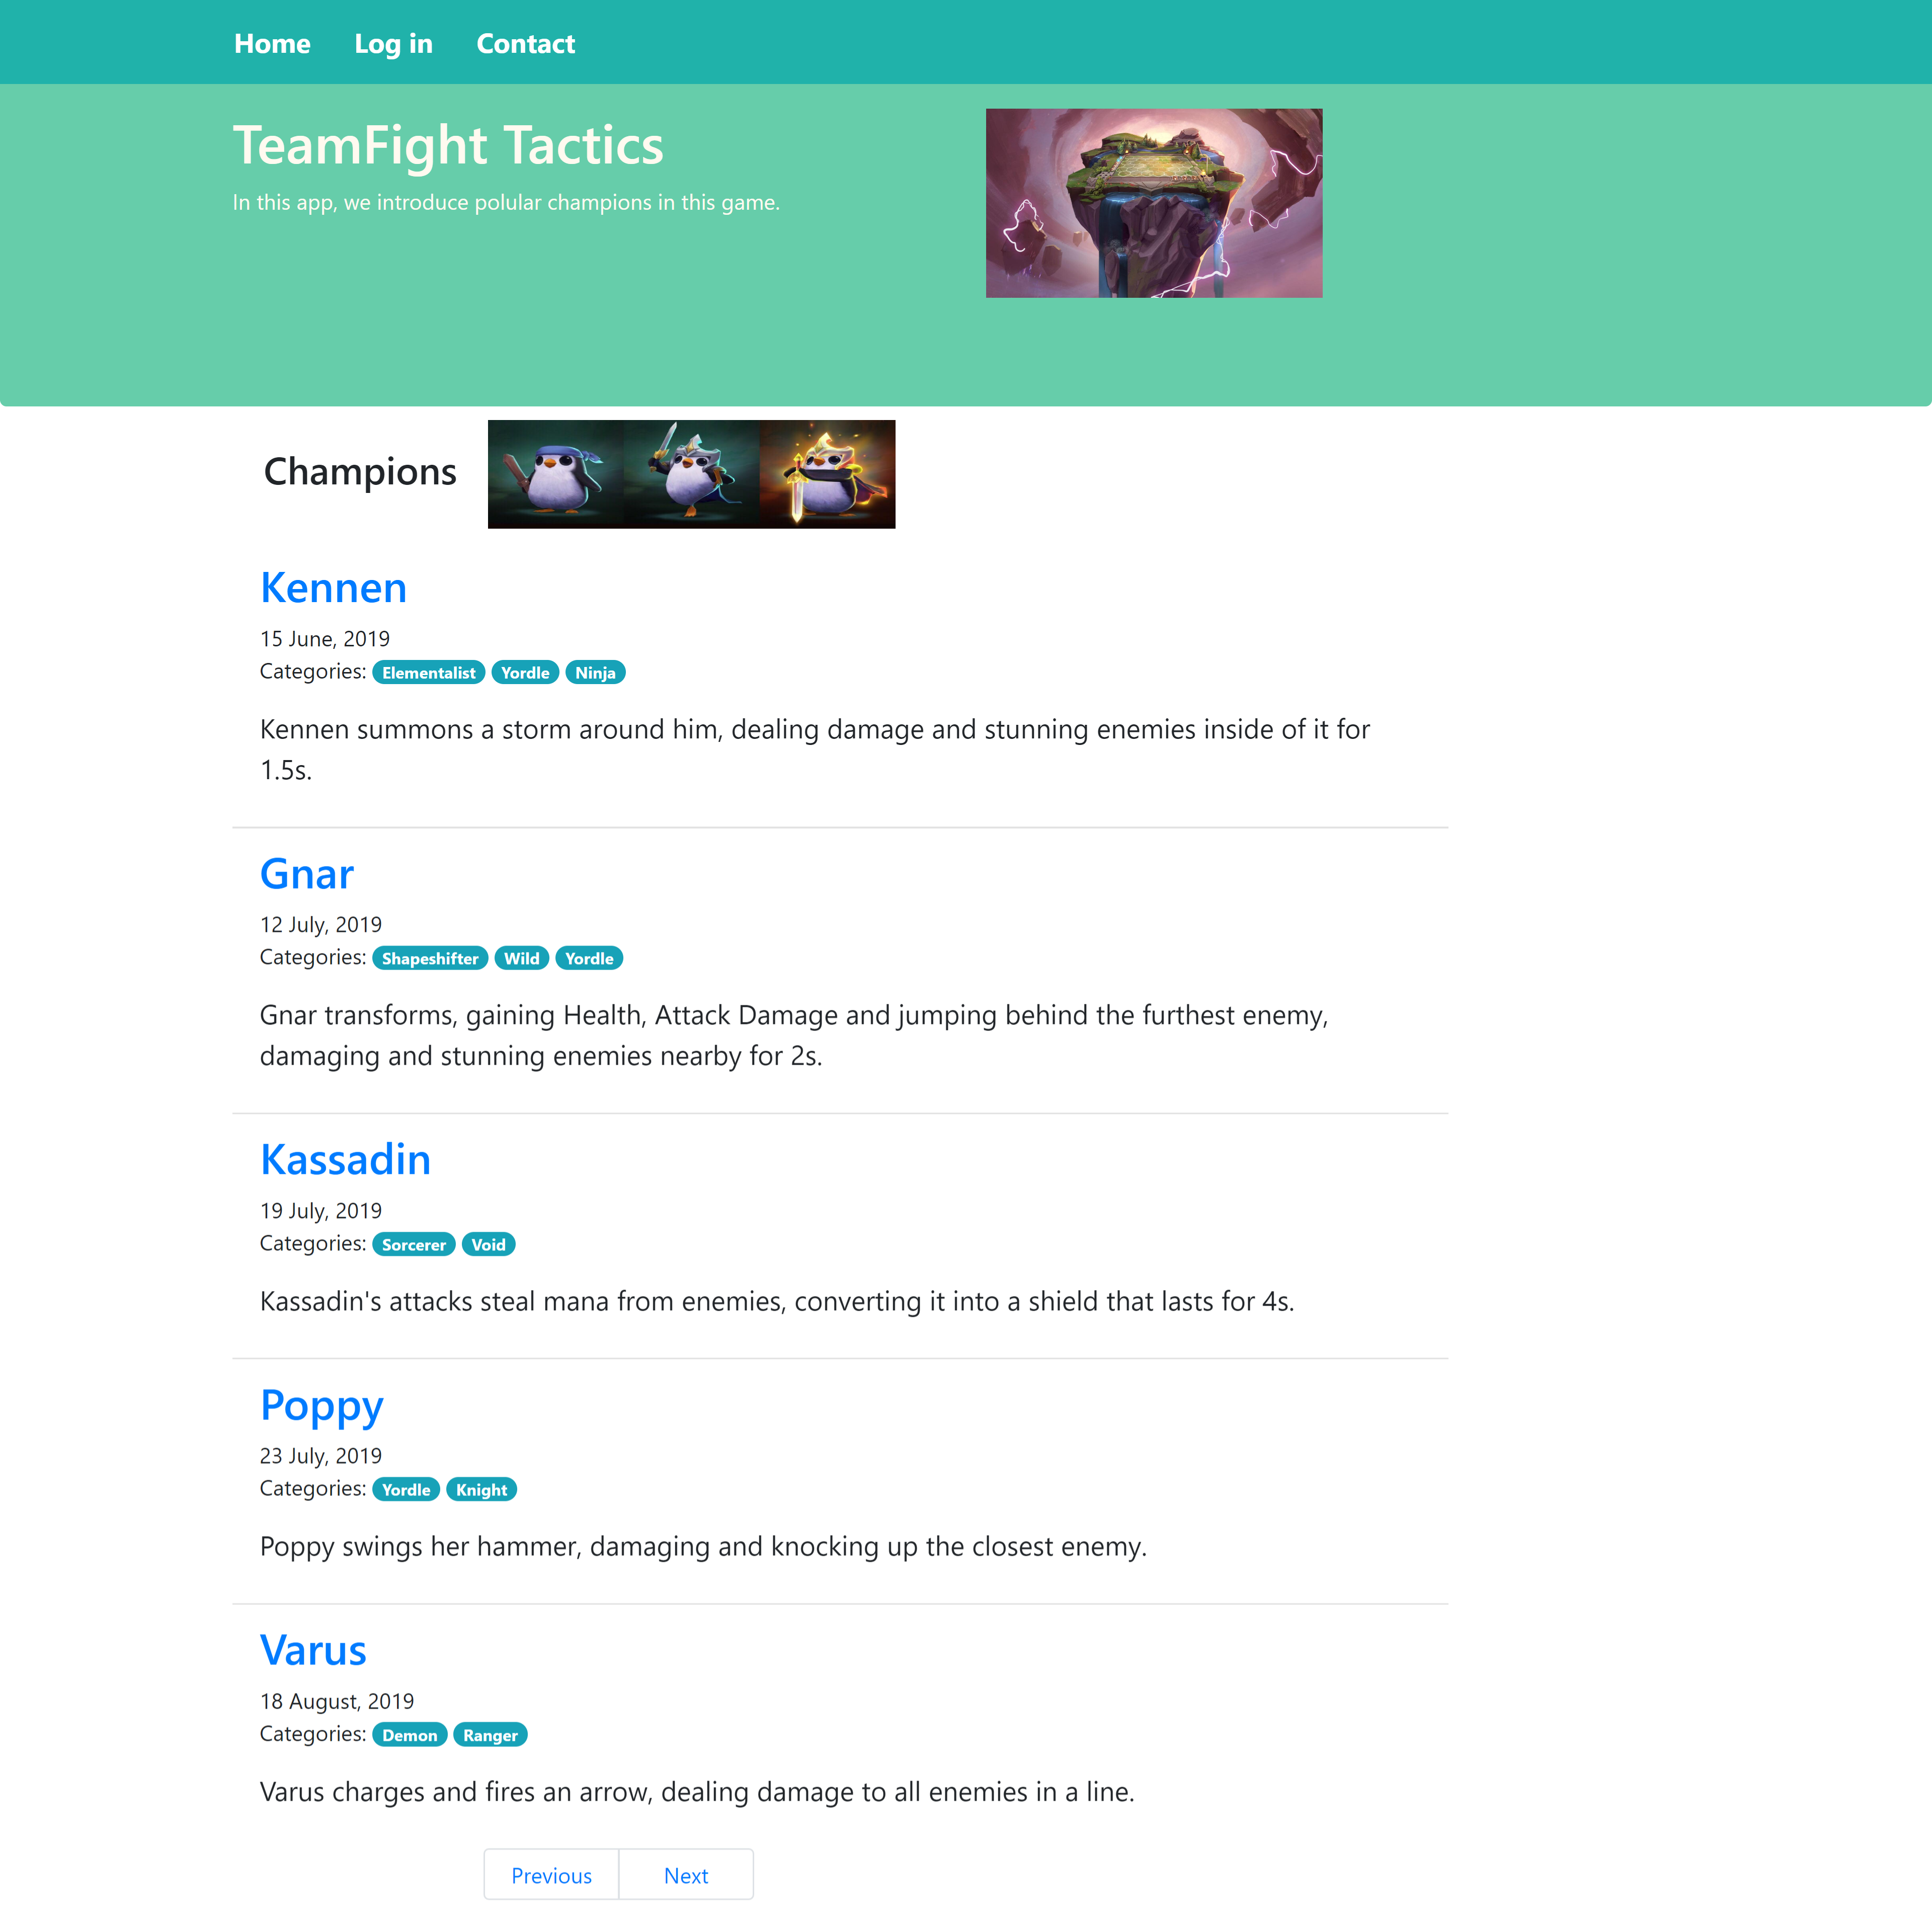 Home Log in Contact
TeamFight Tactics
In this app, we introduce polular champions in this game.
Champions
Kennen
15 June, 2019
Categories: Elementalist Yordle Ninja
Kennen summons a storm around him, dealing damage and stunning enemies inside of it for
1.5s.
Gnar
12 July, 2019
Categories: Shapeshifter Wild Yordle
Gnar transforms, gaining Health, Attack Damage and jumping behind the furthest enemy,
damaging and stunning enemies nearby for 2s.
Kassadin
19 July, 2019
Categories: Sorcerer Void
Kassadin's attacks steal mana from enemies, converting it into a shield that lasts for 4s.
Poppy
23 July, 2019
Categories: Yordle Knight
Poppy swings her hammer, damaging and knocking up the closest enemy.
Varus
18 August, 2019
Categories: Demon Ranger
Varus charges and fires an arrow, dealing damage to all enemies in a line.
Previous Next